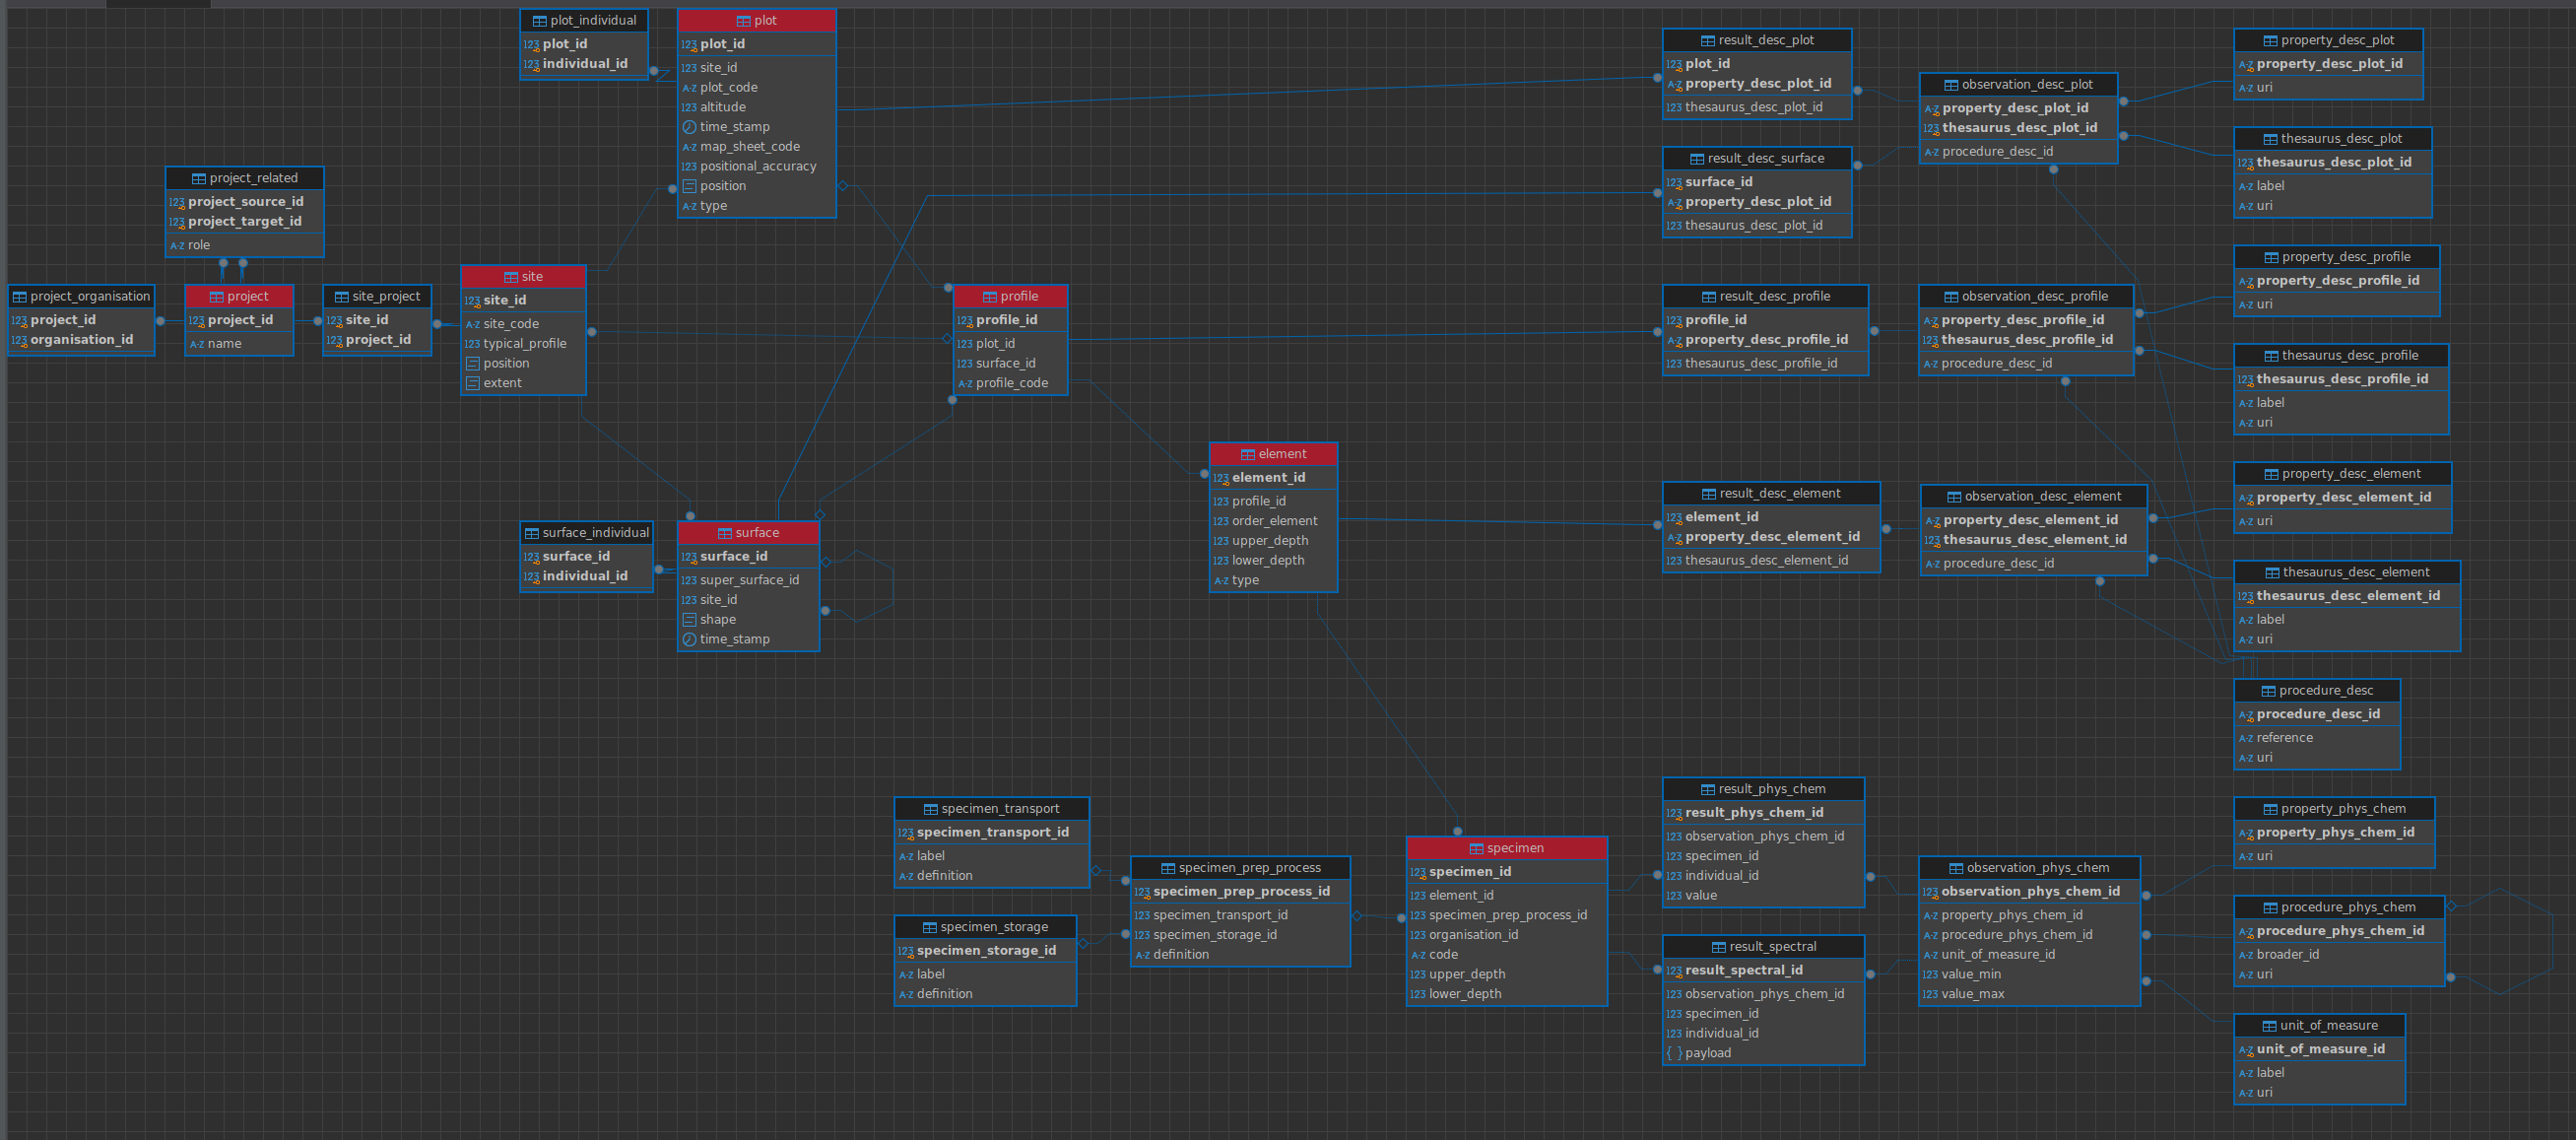 plot_individual
plot_id
individual_id
plot
plot_id
site_id
plot_code
altitude
time_stamp
map_sheet_code
positional_accuracy
position
type
project_related
project_source_id
project_target_id
role
project_organisation
project_id
organisation_id
project
project_id
name
site_project
site_id
project_id
site
site_id
site_code
typical_profile
position
extent
profile
profile_id
plot_id
surface_id
profile_code
surface_individual
surface_id
individual_id
surface
surface_id
super_surface_id
site_id
shape
time_stamp
element
element_id
profile_id
order_element
upper_depth
lower_depth
type
specimen_transport
specimen_transport_id
label
definition
specimen_storage
specimen_storage_id
label
definition
specimen_prep_process
specimen_prep_process_id
specimen_transport_id
specimen_storage_id
definition
specimen
specimen_id
element_id
specimen_prep_process_id
organisation_id
code
upper_depth
lower_depth
result_desc_plot
plot_id
property_desc_plot_id
thesaurus_desc_plot_id
result_desc_surface
surface_id
property_desc_plot_id
thesaurus_desc_plot_id
result_desc_profile
profile_id
property_desc_profile_id
thesaurus_desc_profile_id
result_desc_element
element_id
property_desc_element_id
thesaurus_desc_element_id
result_phys_chem
result_phys_chem_id
observation_phys_chem_id
specimen_id
individual_id
value
result_spectral
result_spectral_id
observation_phys_chem_id
specimen_id
individual_id
payload
observation_desc_plot
property_desc_plot_id
thesaurus_desc_plot_id
procedure_desc_id
observation_desc_profile
property_desc_profile_id
thesaurus_desc_profile_id
procedure_desc_id
observation_desc_element
property_desc_element_id
thesaurus_desc_element_id
procedure_desc_id
observation_phys_chem
observation_phys_chem_id
property_phys_chem_id
procedure_phys_chem_id
unit_of_measure_id
value_min
value_max
property_desc_plot
property_desc_plot_id
uri
thesaurus_desc_plot
thesaurus_desc_plot_id
label
uri
property_desc_profile
property_desc_profile_id
uri
thesaurus_desc_profile
thesaurus_desc_profile_id
label
uri
property_desc_element
property_desc_element_id
uri
thesaurus_desc_element
thesaurus_desc_element_id
label
uri
procedure_desc
procedure_desc_id
reference
uri
property_phys_chem
property_phys_chem_id
uri
procedure_phys_chem
procedure_phys_chem_id
broader_id
uri
unit_of_measure
unit_of_measure_id
label
uri